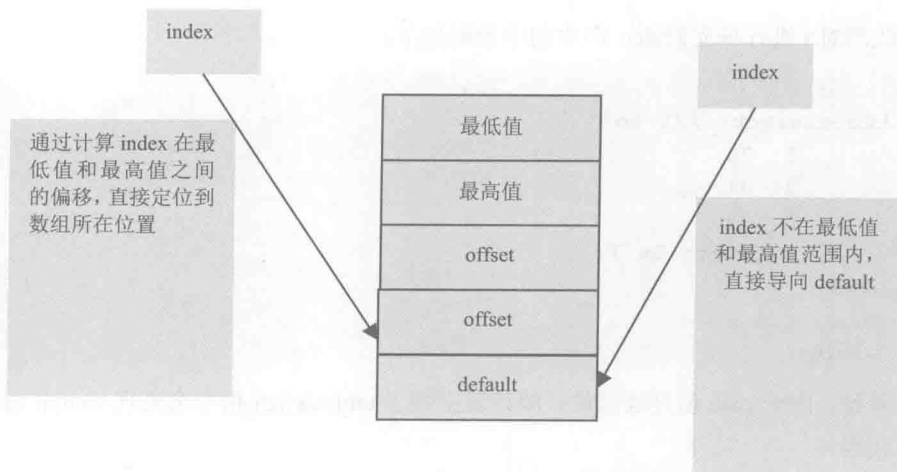 index
通过计算 index 在最
低值和最高值之间
的偏移，直接定位到
数组所在位置
最低值
最高值
offset
offset
default
index
index 不在最低值
和最高值范围内，
直接导向 default